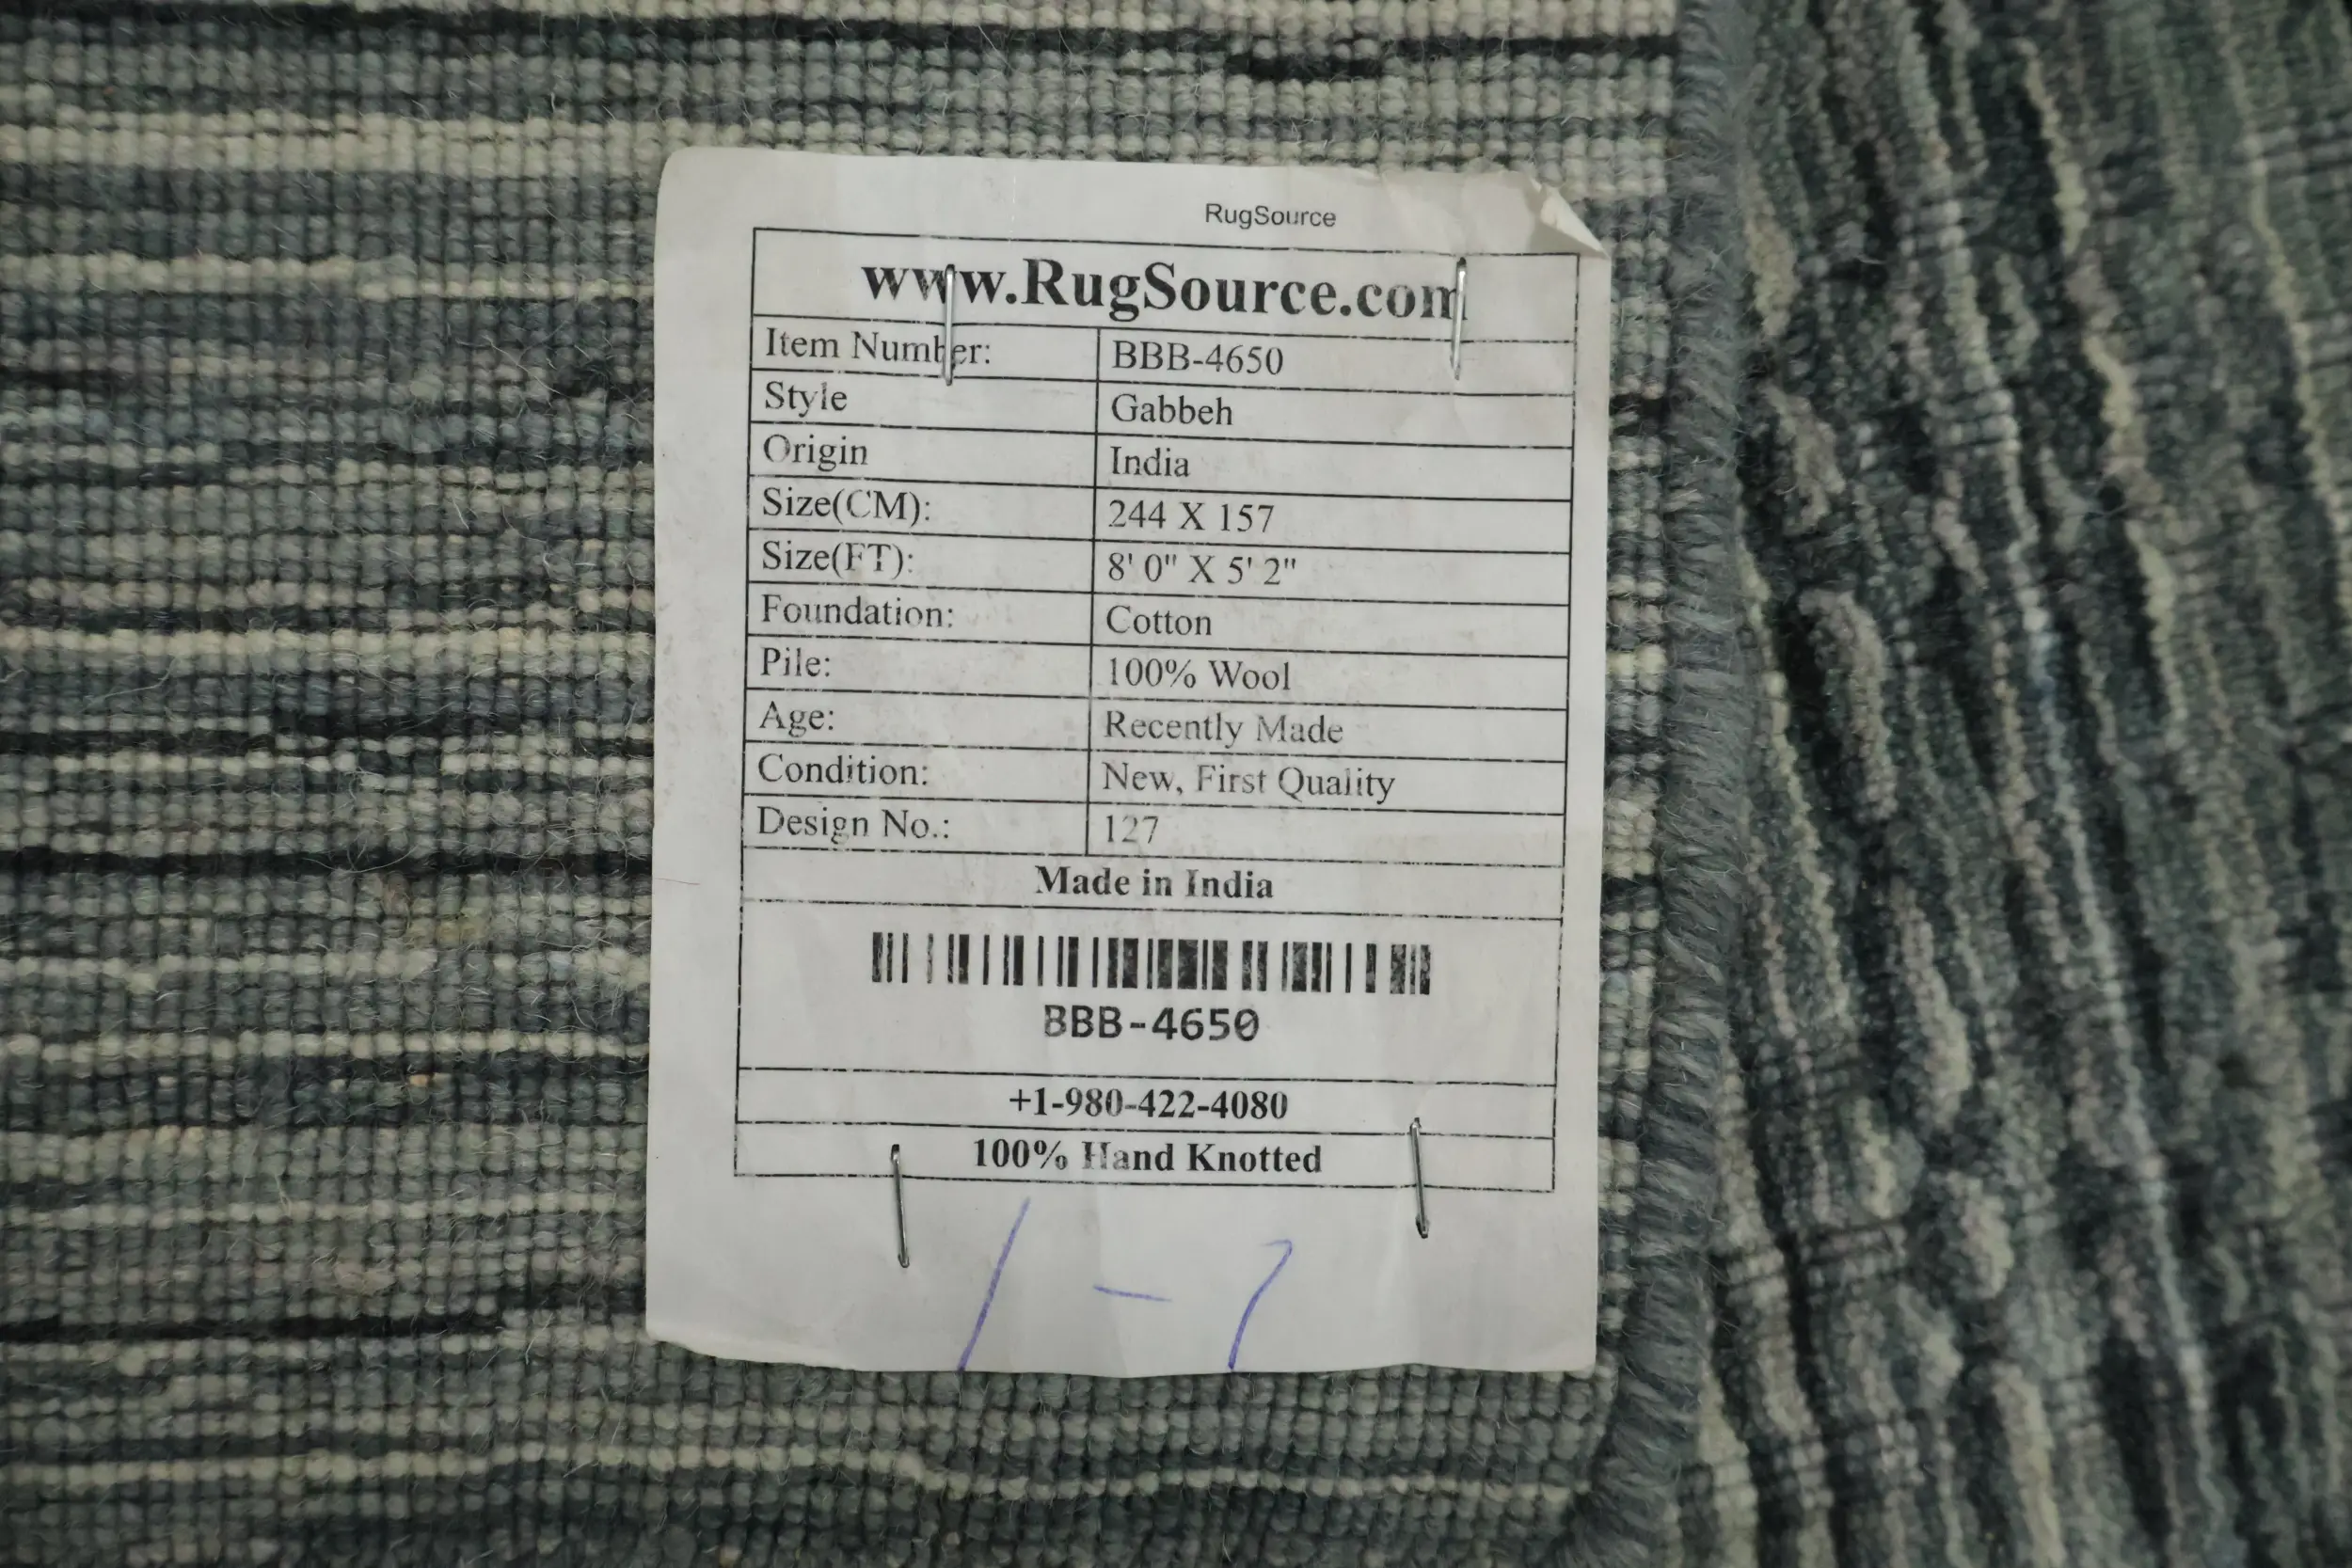 RugSource
www.RugSource.com
Item Number: BBB-4650
Style Gabbeh
Origin India
Size(CM): 244 X 157
Size(FT): 8' 0" X 5' 2"
Foundation: Cotton
Pile: 100% Wool
Age: Recently Made
Condition: New, First Quality
Design No.: 127
Made in India
BBB-4650
+1-980-422-4080
100% Hand Knotted
1-7